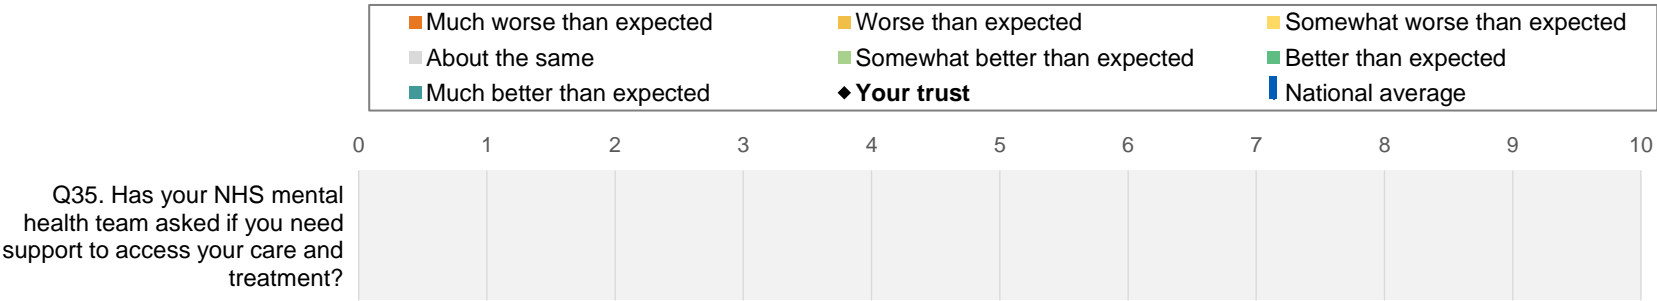 Much worse than expected Worse than expected Somewhat worse than expected
About the same Somewhat better than expected Better than expected
Much better than expected Your trust National average
0 1 2 3 4 5 6 7 8 9 10
Q35. Has your NHS mental
health team asked if you need
support to access your care and
treatment?